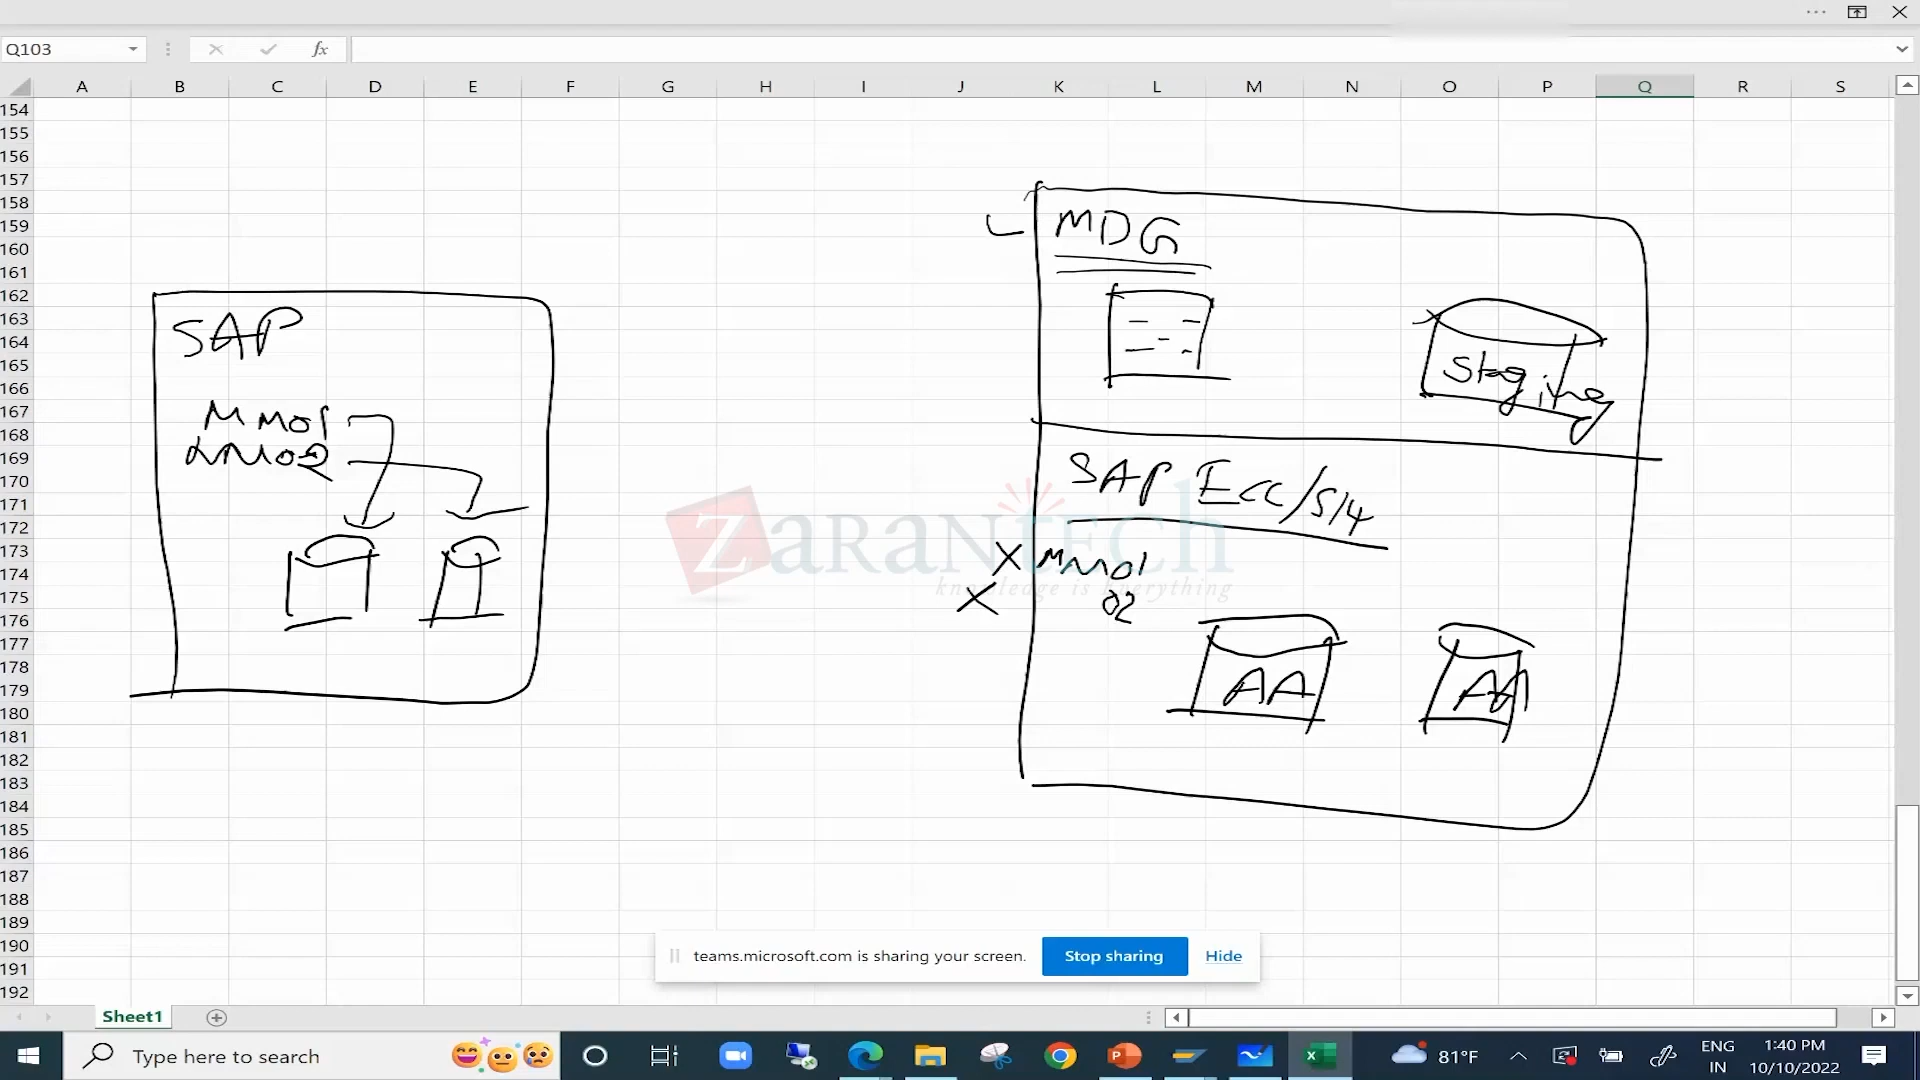 Q103
fx
A B C D E F G H I J K L M N O P Q R S
154
155
156
157
158
159
160
161
162
163
164
165
166
167
168
169
170
171
172
173
174
175
176
177
178
179
180
181
182
183
184
185
186
187
188
189
190
191
192
SAP
MM01
MM02
MDG
Staging
SAP ECC/S/4
X MM01
X 02
AA
AA
ZaranTech
knowledge is everything
teams.microsoft.com is sharing your screen.
Stop sharing
Hide
Sheet1
Type here to search
81°F
ENG
IN
1:40 PM
10/10/2022